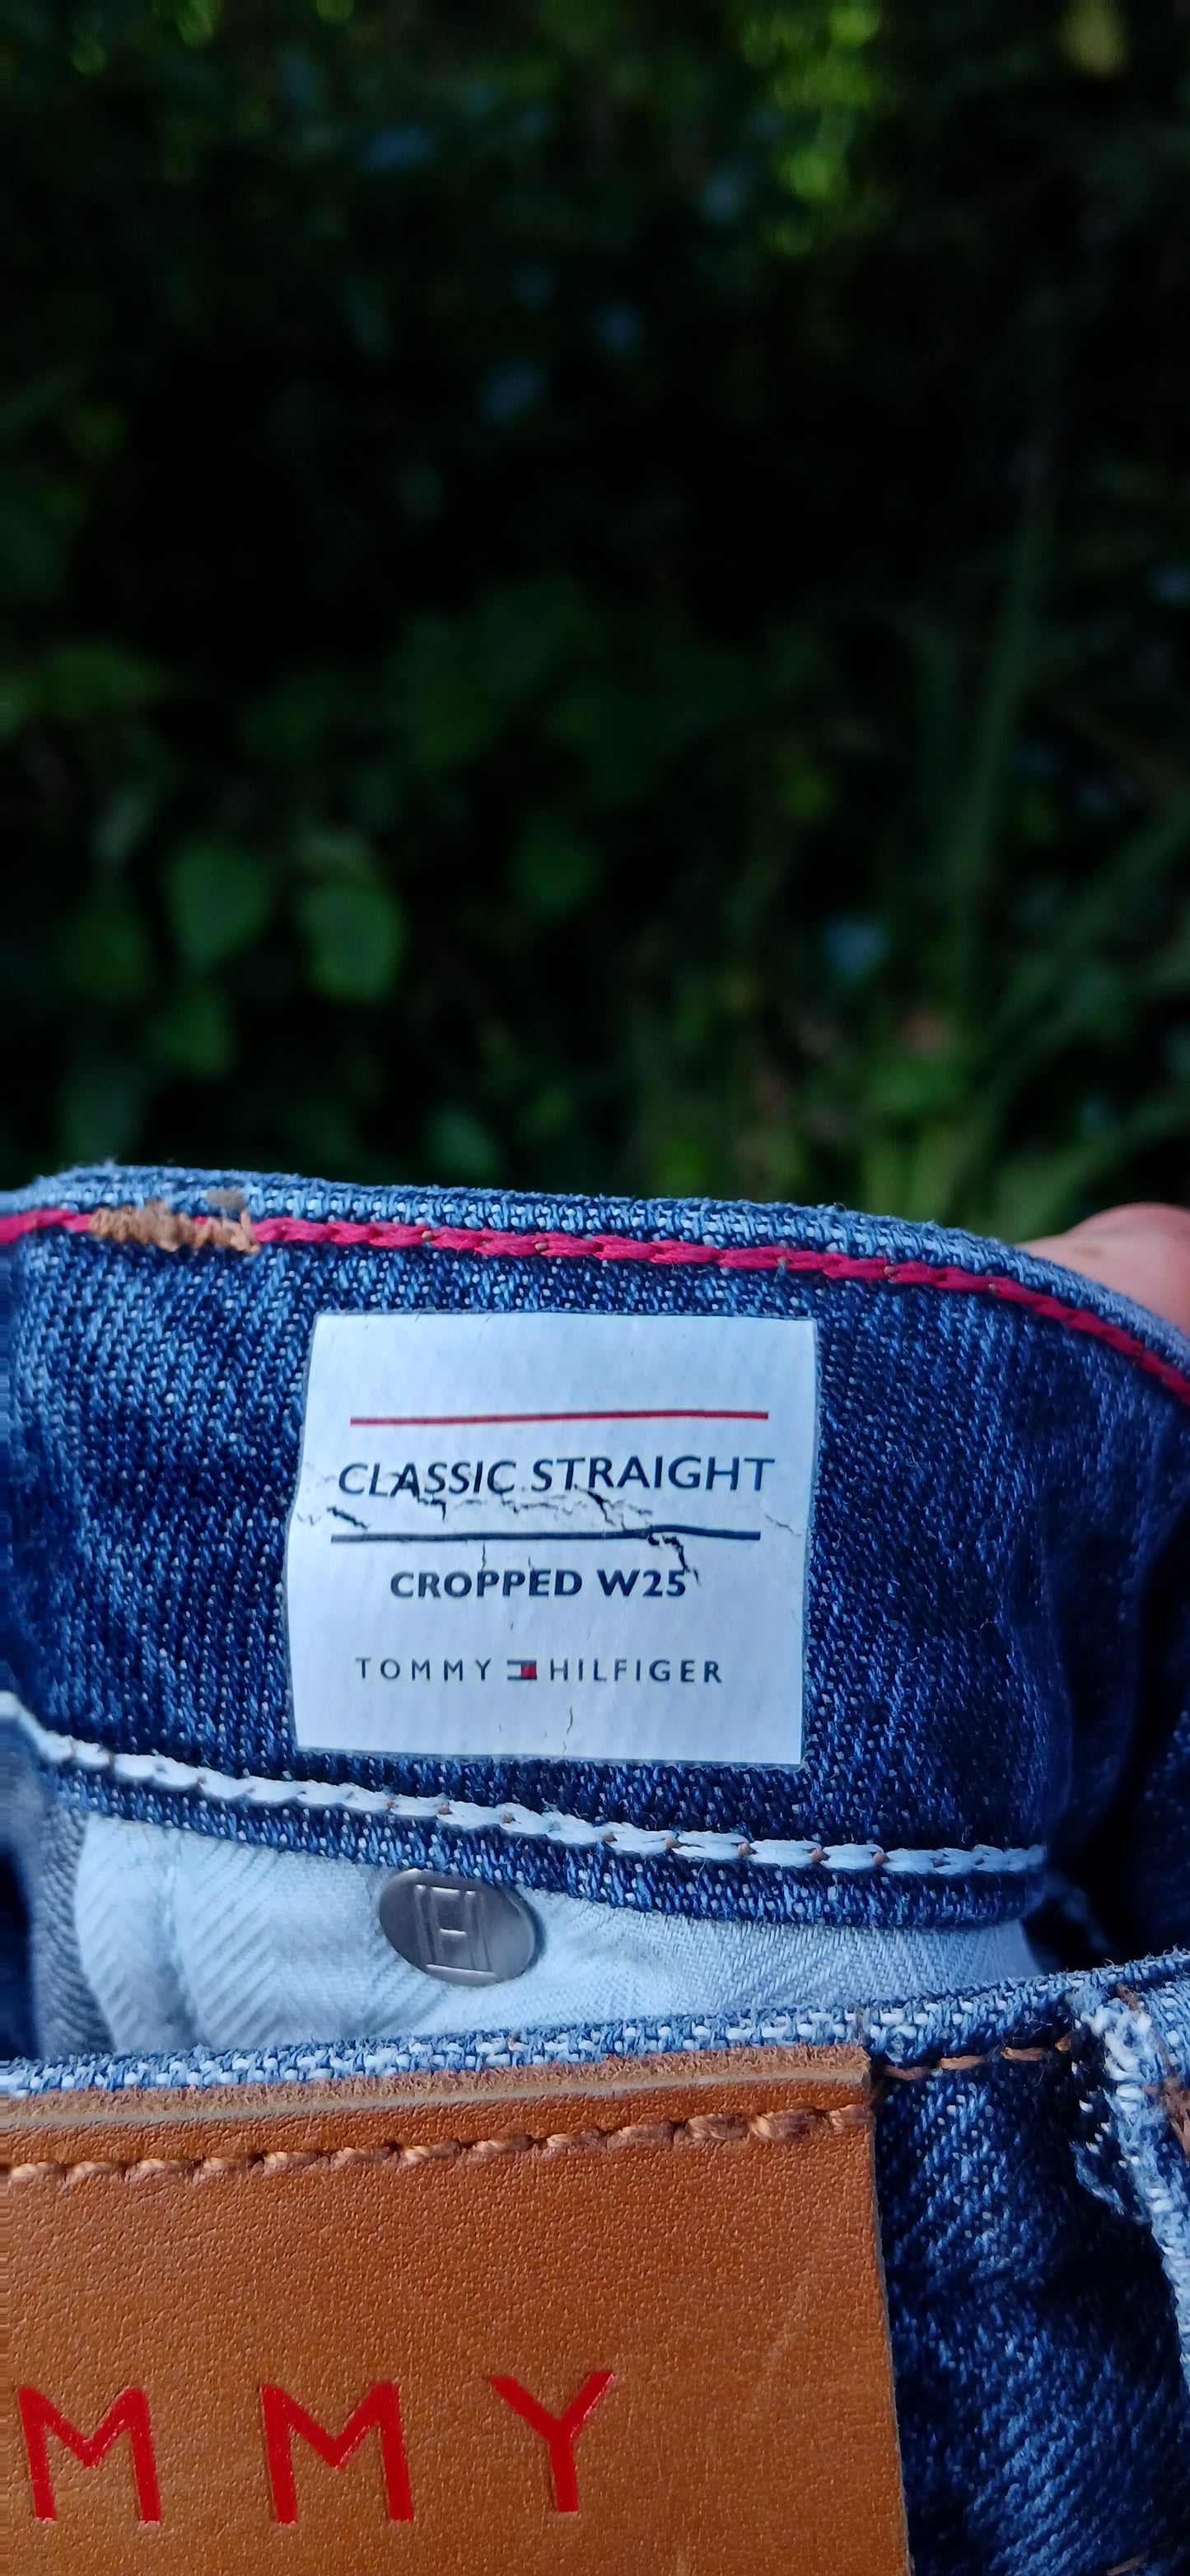 CLASSIC STRAIGHT
CROPPED W25
TOMMY HILFIGER
H
MMY